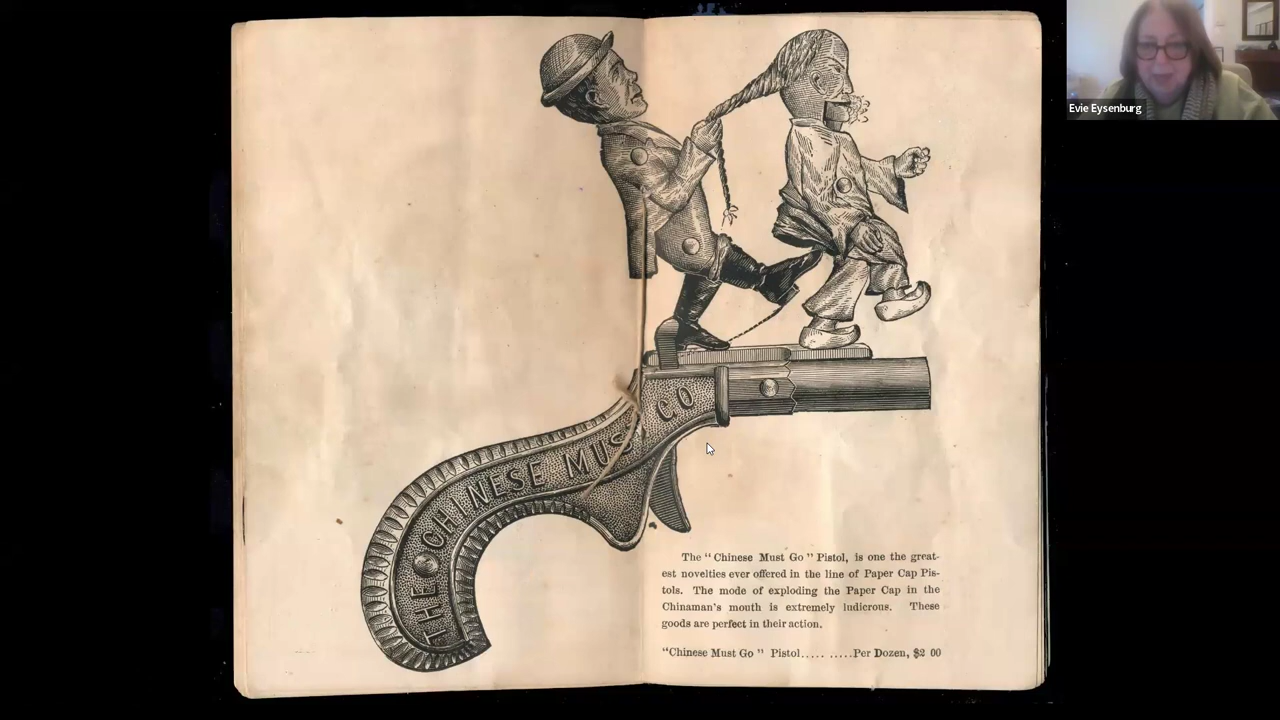 Evie Eysenburg
THE CHINESE MUST GO
The “ Chinese Must Go ” Pistol, is one the great-
est novelties ever offered in the line of Paper Cap Pis-
tols. The mode of exploding the Paper Cap in the
Chinaman's mouth is extremely ludicrous. These
goods are perfect in their action.
“Chinese Must Go ” Pistol..... .....Per Dozen, $2 00